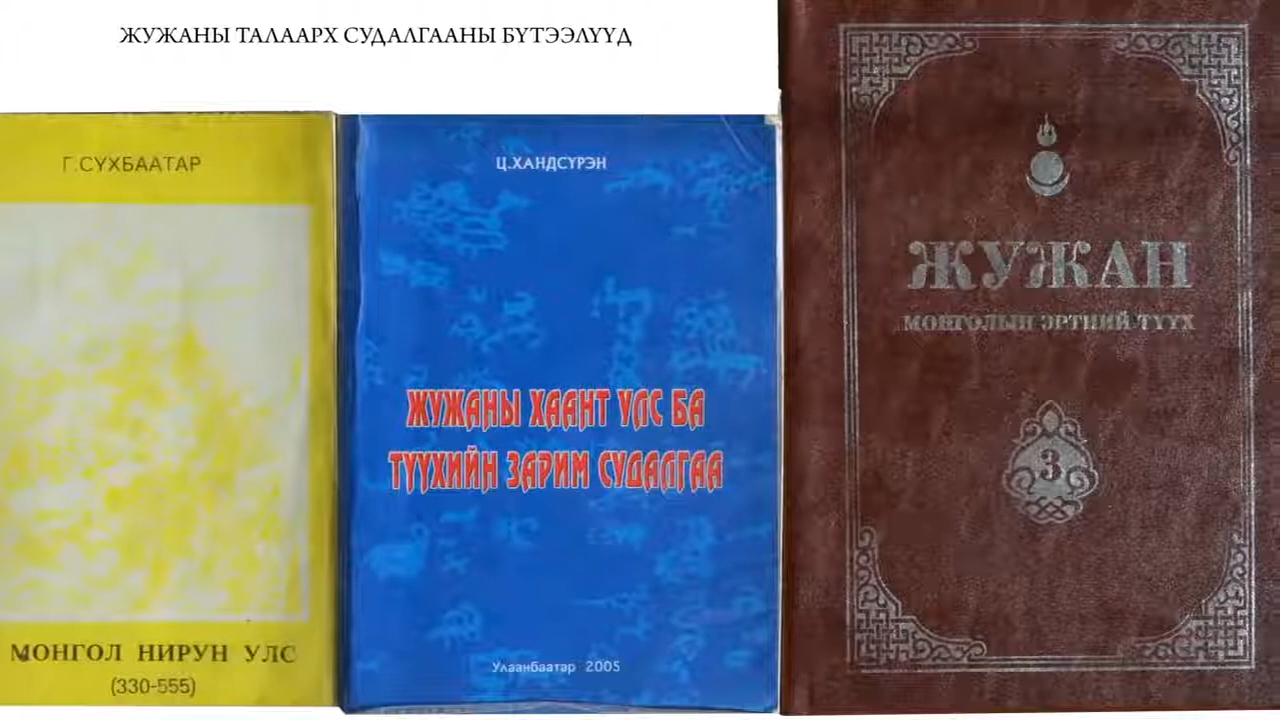 ЖУЖАНЫ ТАЛААРХ СУДАЛГААНЫ БҮТЭЭЛҮҮД
Г.СҮХБААТАР
МОНГОЛ НИРУН УЛС
(330-555)
Ц.ХАНДСҮРЭН
ЖУЖАНЫ ХААНТ УЛС БА
ТҮҮХИЙН ЗАРИМ СУДАЛГАА
Улаанбаатар 2005
ЖУЖАН
МОНГОЛЫН ЭРТНИЙ ТҮҮХ
3